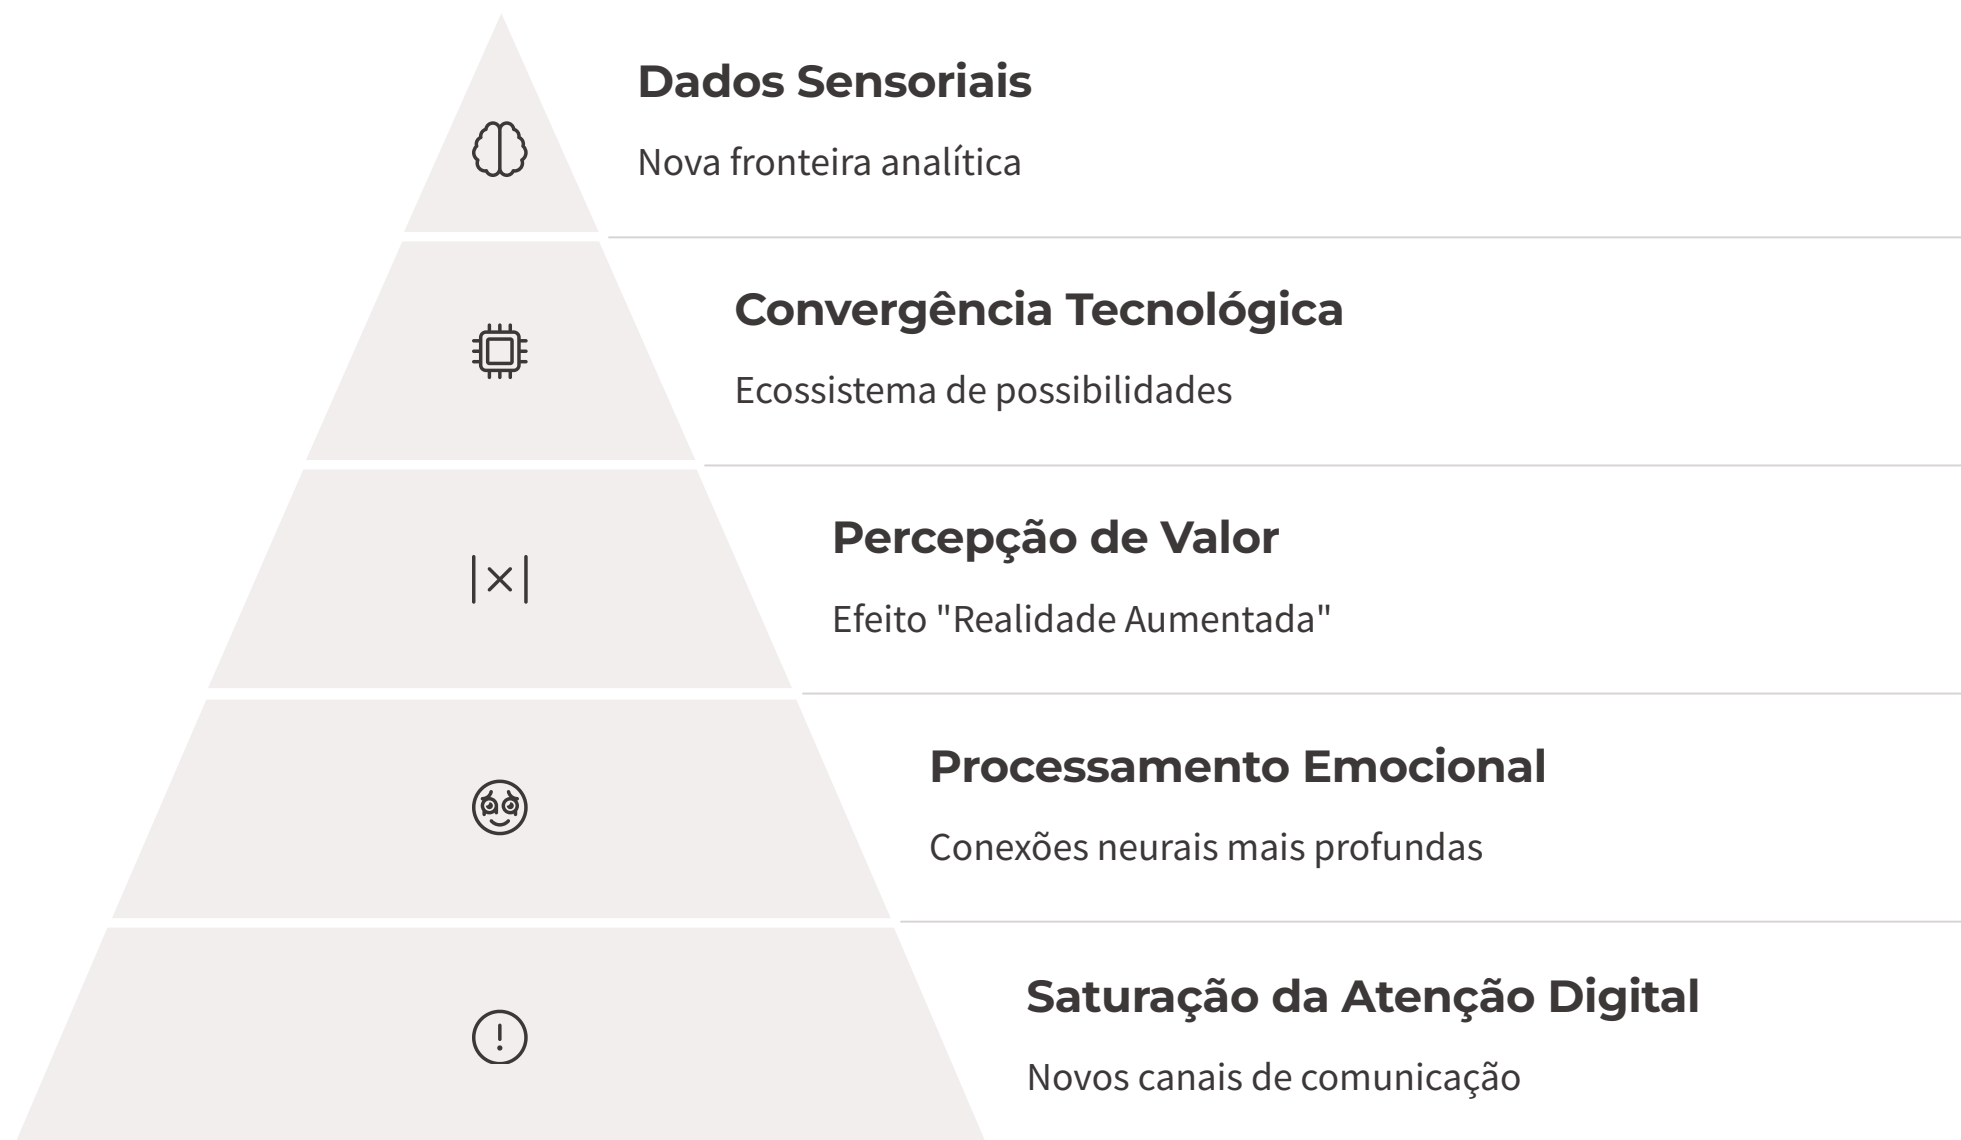 Dados Sensoriais
Nova fronteira analítica
Convergência Tecnológica
Ecossistema de possibilidades
Percepção de Valor
Efeito "Realidade Aumentada"
Processamento Emocional
Conexões neurais mais profundas
Saturação da Atenção Digital
Novos canais de comunicação